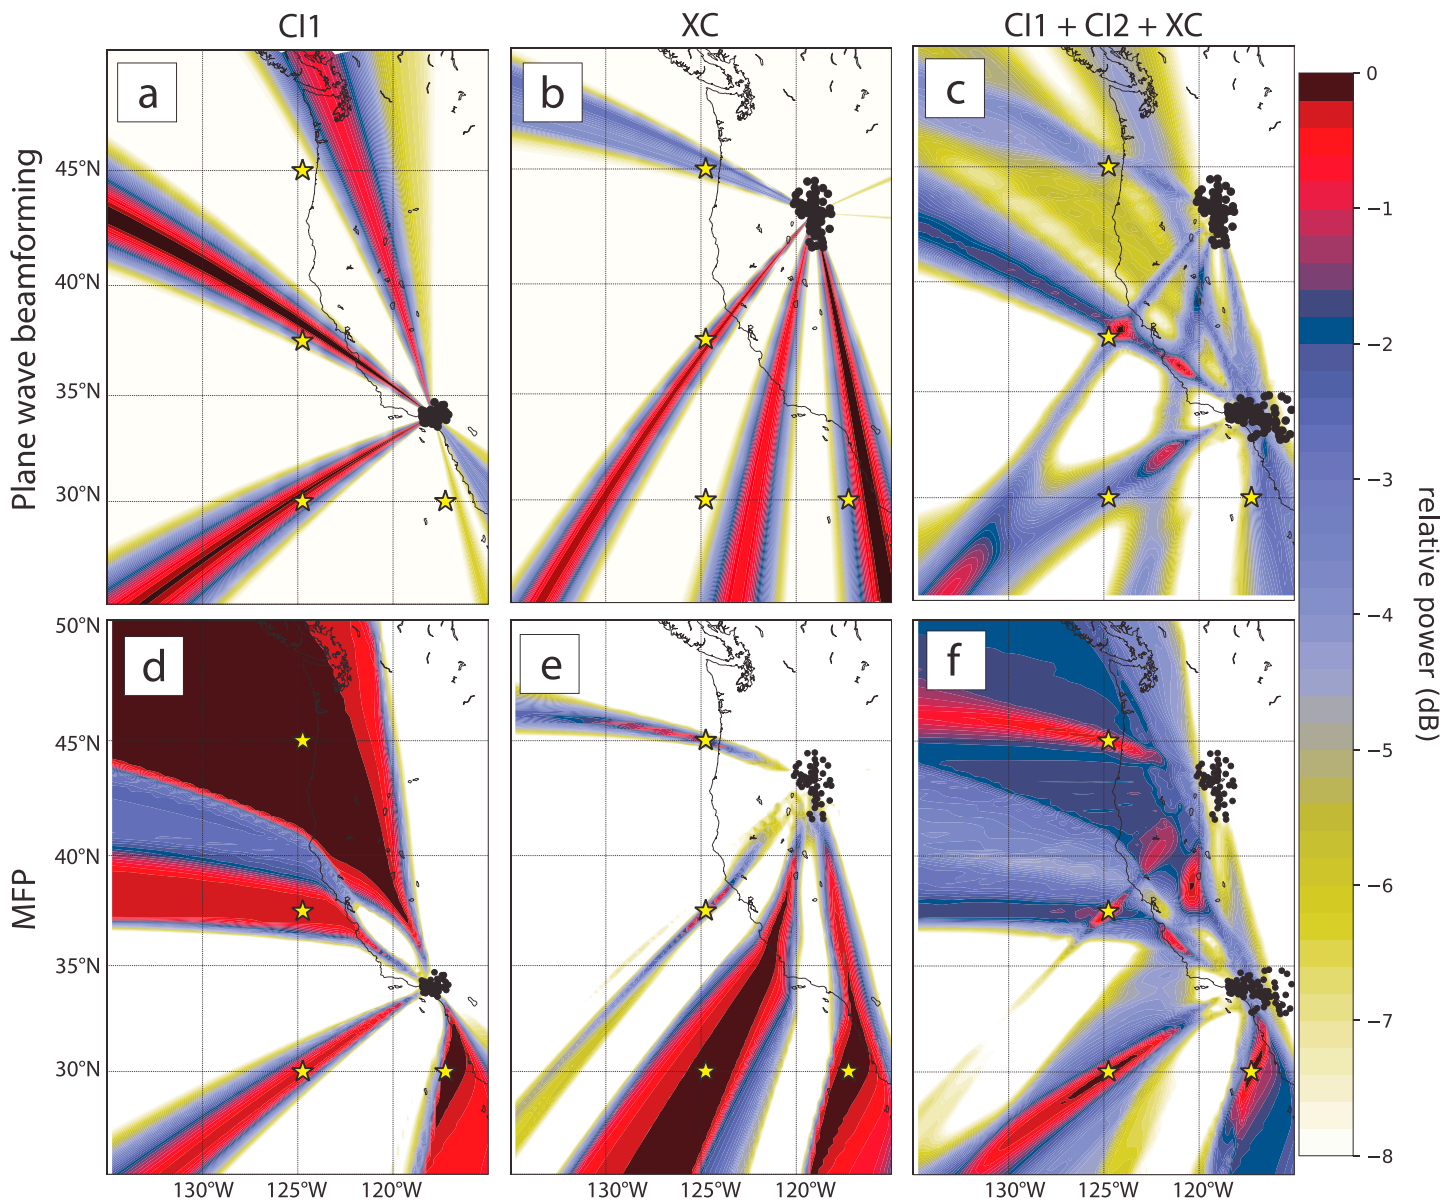 CI1 XC CI1 + CI2 + XC
Plane wave beamforming
a b c
45°N
40°N
35°N
30°N
MFP
d e f
50°N
45°N
40°N
35°N
30°N
130°W 125°W 120°W 130°W 125°W 120°W 130°W 125°W 120°W
0
−1
−2
−3
−4
−5
−6
−7
−8
relative power (dB)